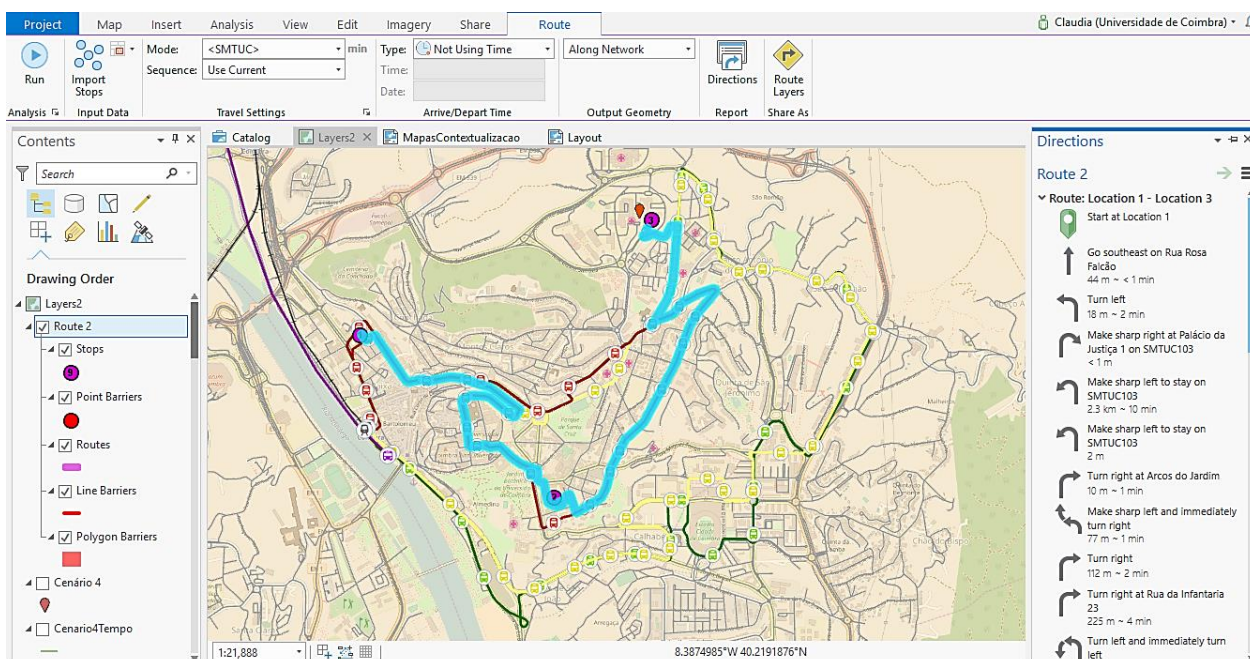 Project Map Insert Analysis View Edit Imagery Share Route
Claudia (Universidade de Coimbra)
Run
Import
Stops
Mode: <SMTUC> min
Sequence: Use Current
Type: Not Using Time
Time:
Date:
Along Network
Directions
Route
Layers
Analysis Input Data Travel Settings Arrive/Depart Time Output Geometry Report Share As
Contents
Search
Drawing Order
Layers2
Route 2
Stops
9
Point Barriers
Routes
Line Barriers
Polygon Barriers
Cenário 4
Cenario4Tempo
Catalog Layers2 MapasContextualizacao Layout
3
1:21,888
8.3874985°W 40.2191876°N
Directions
Route 2
Route: Location 1 - Location 3
Start at Location 1
Go southeast on Rua Rosa
Falcão
44 m ~ < 1 min
Turn left
18 m ~ 2 min
Make sharp right at Palácio da
Justiça 1 on SMTUC103
< 1 m
Make sharp left to stay on
SMTUC103
2.3 km ~ 10 min
Make sharp left to stay on
SMTUC103
2 m
Turn right at Arcos do Jardim
10 m ~ 1 min
Make sharp left and immediately
turn right
77 m ~ 1 min
Turn right
112 m ~ 2 min
Turn right at Rua da Infantaria
23
225 m ~ 4 min
Turn left and immediately turn
left